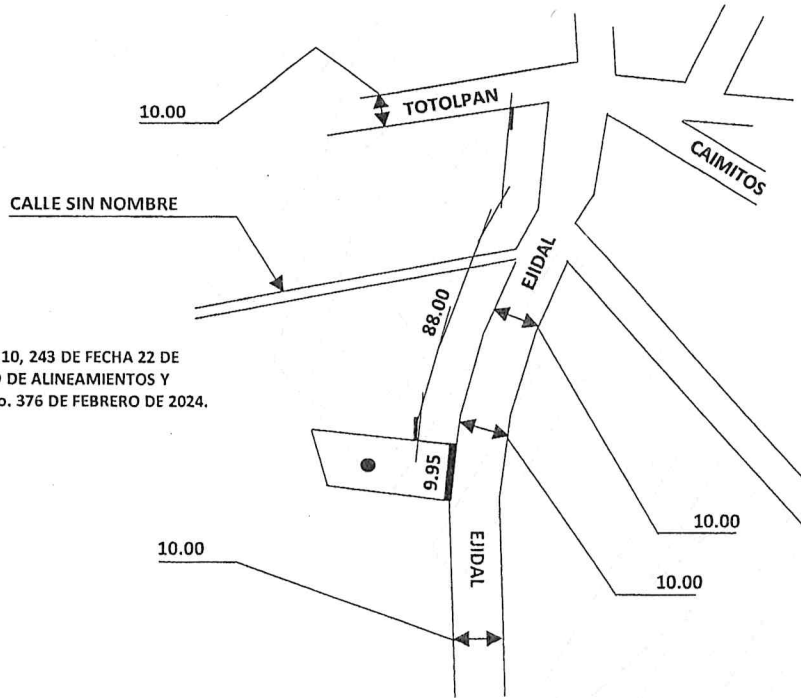 10.00
TOTOLPAN
CAIMITOS
CALLE SIN NOMBRE
EJIDAL
88.00
10, 243 DE FECHA 22 DE
DE ALINEAMIENTOS Y
o. 376 DE FEBRERO DE 2024.
9.95
10.00
10.00
EJIDAL
10.00